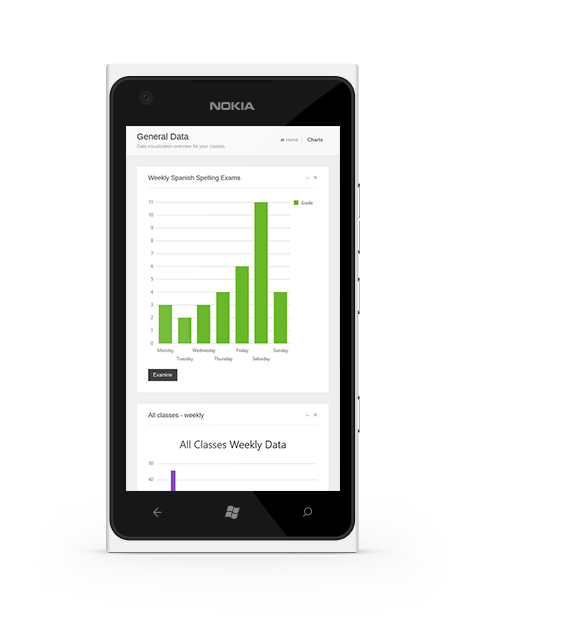 NOKIA
General Data
Data visualization overview for your classes
Home / Charts
Weekly Spanish Spelling Exams
Grade
11
10
9
8
7
6
5
4
3
2
1
0
Monday Wednesday Friday Sunday
Tuesday Thursday Saturday
Examine
All classes - weekly
All Classes Weekly Data
50
40